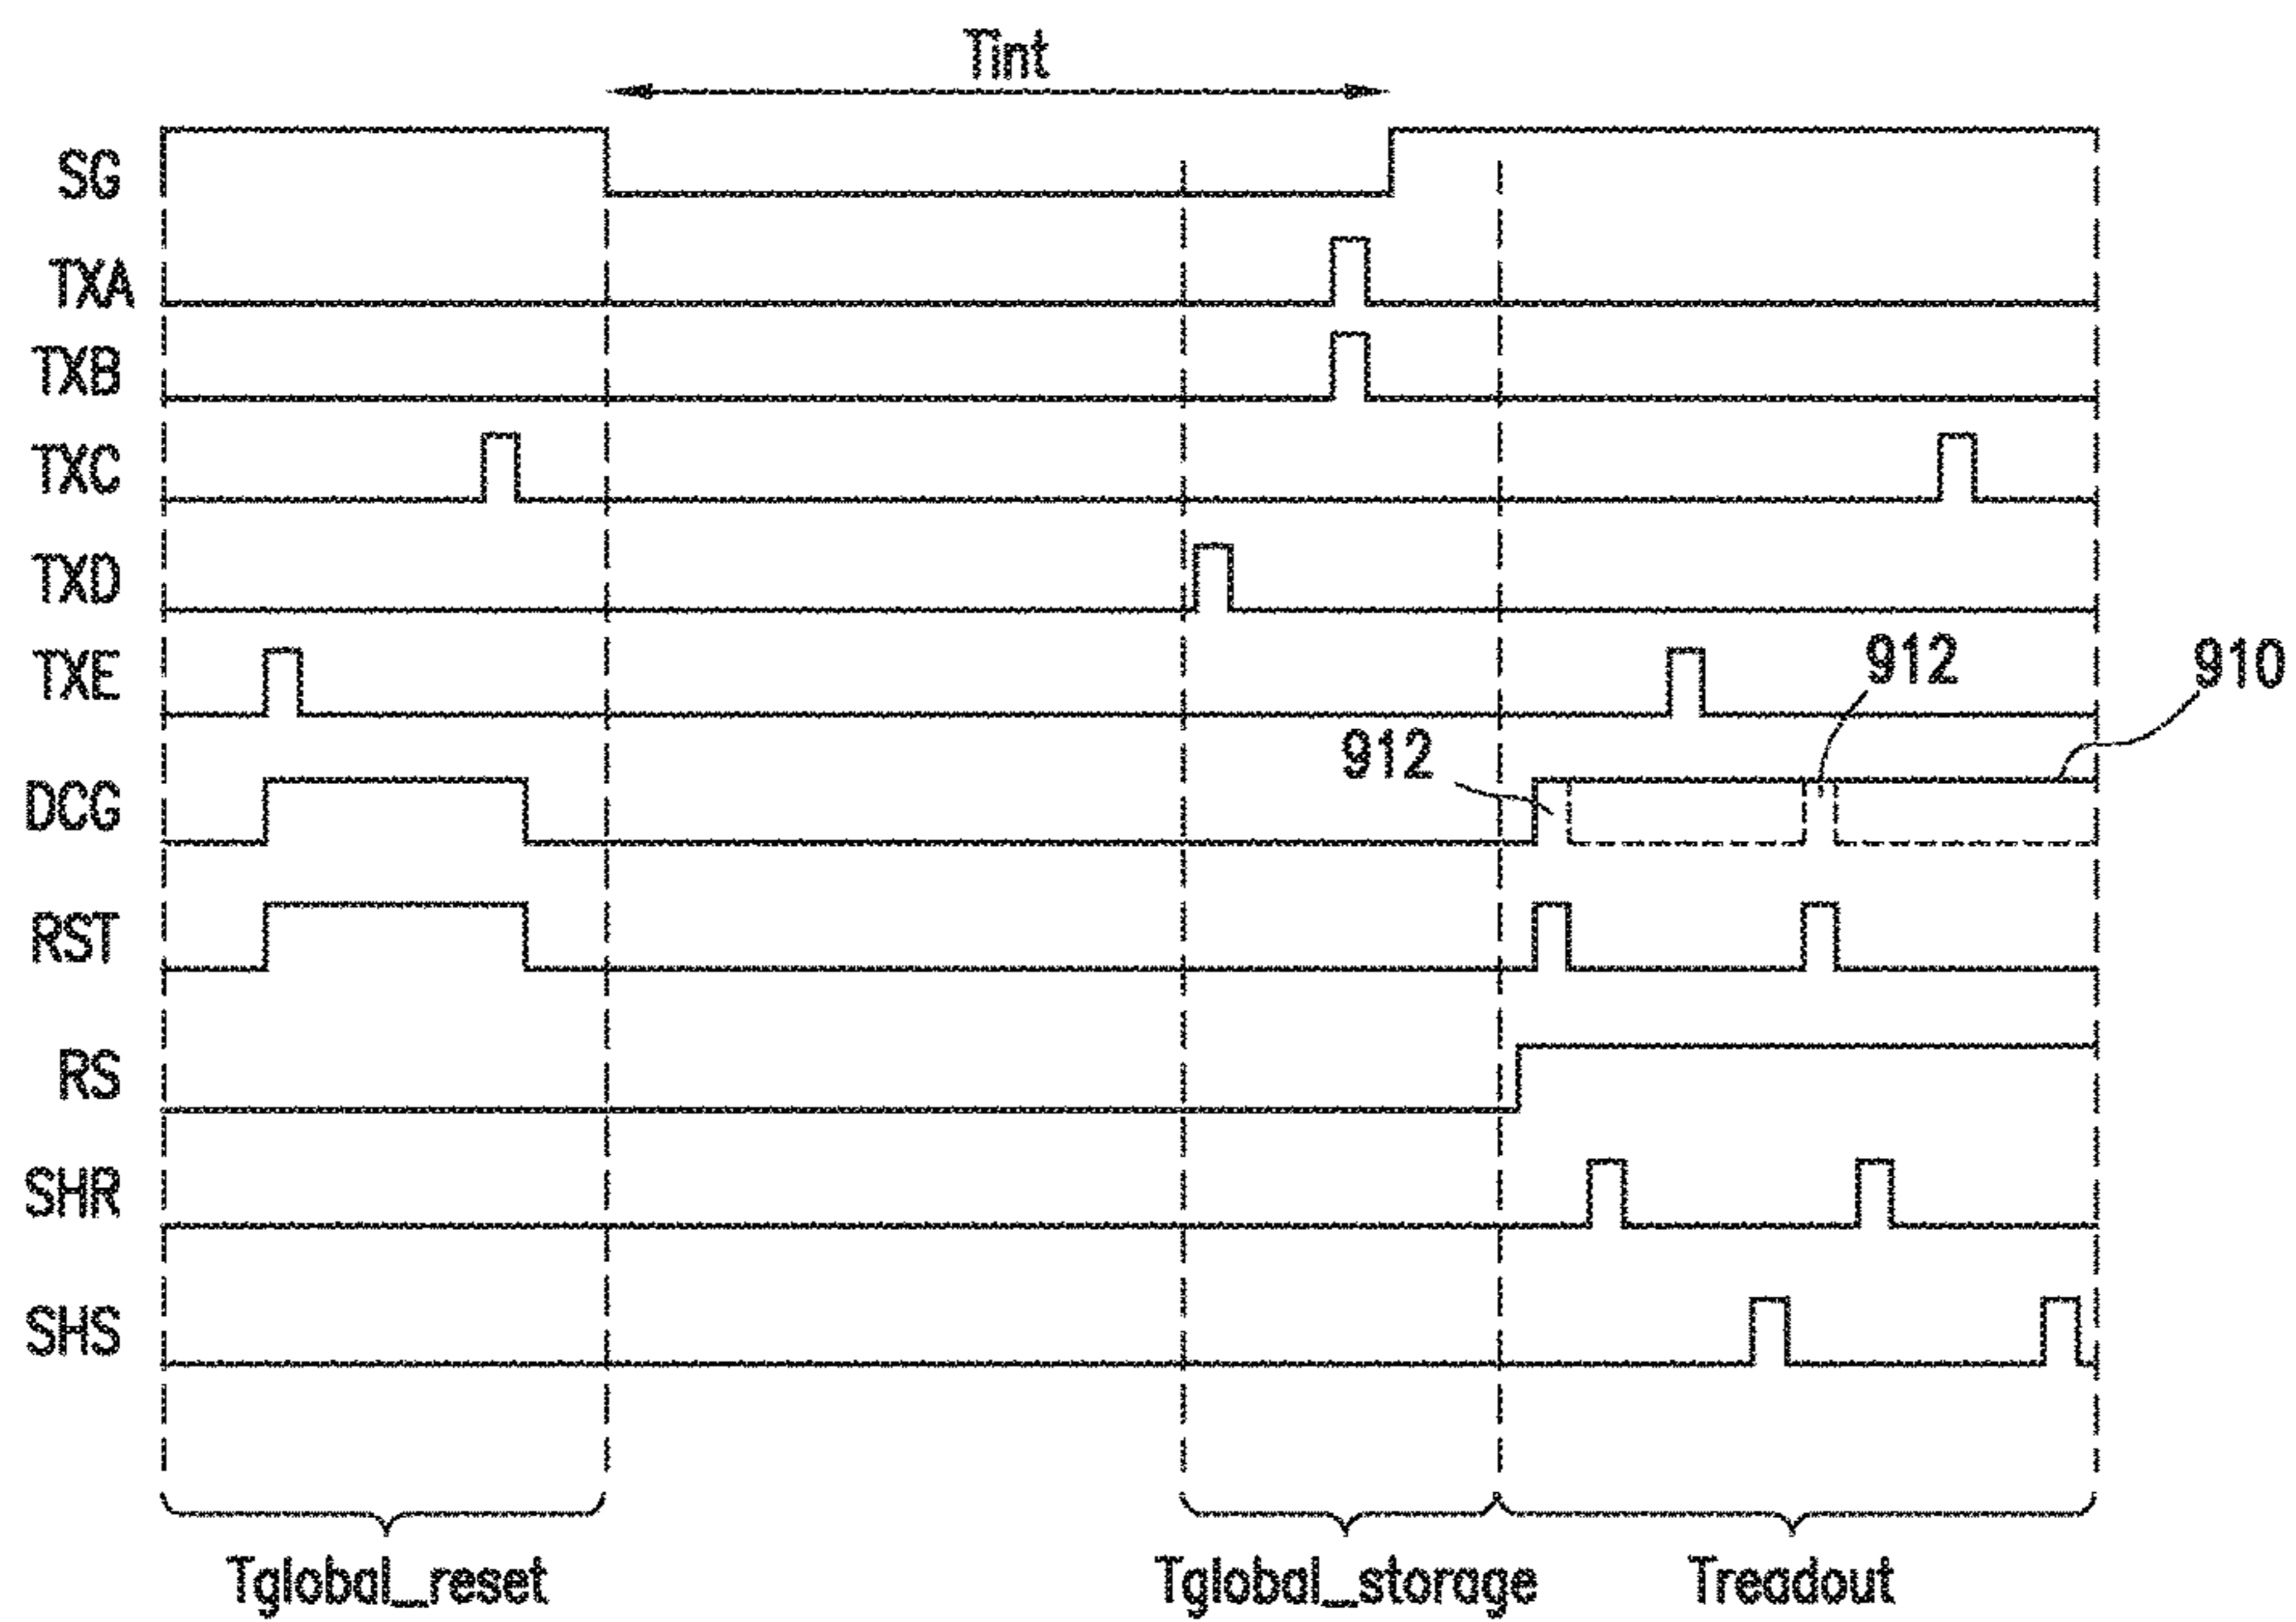 Tint
SG
TXA
TXB
TXC
TXD
TXE
912
910
912
DCG
RST
RS
SHR
SHS
Tglobal_reset
Tglobal_storage
Treadout